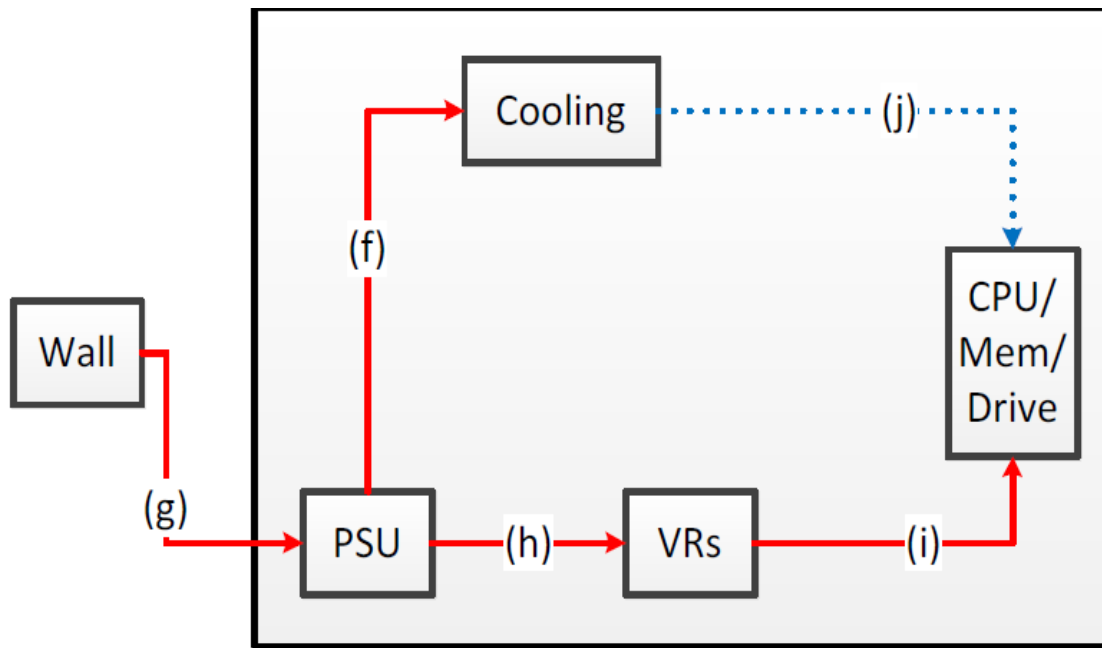 Cooling
(j)
(f)
CPU/
Mem/
Drive
Wall
(g)
PSU
(h)
VRs
(i)